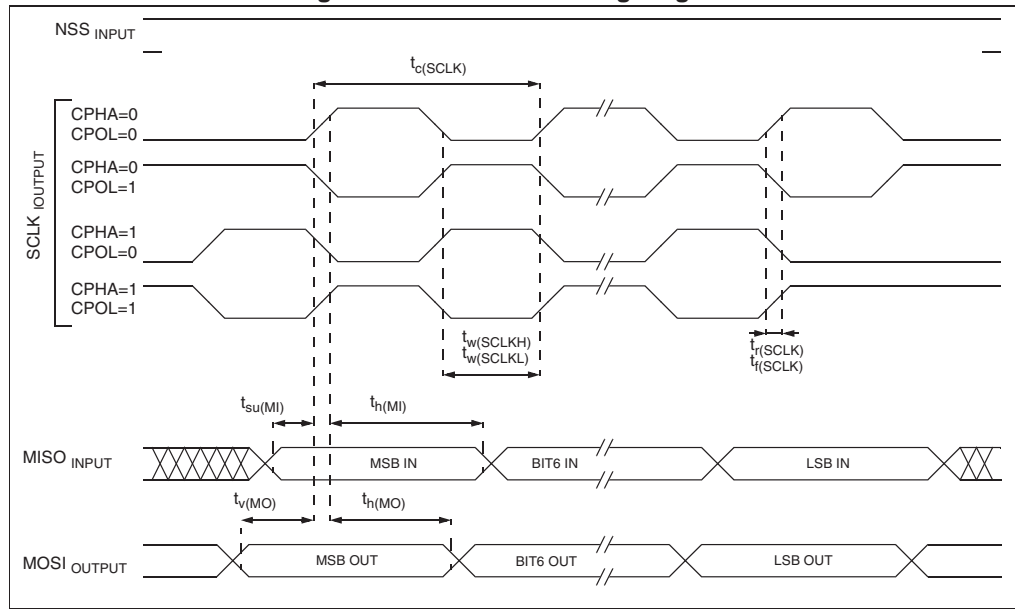 NSS INPUT
tc(SCLK)
SCLK IOUTPUT
CPHA=0
CPOL=0
CPHA=0
CPOL=1
CPHA=1
CPOL=0
CPHA=1
CPOL=1
tw(SCLKH)
tw(SCLKL)
tr(SCLK)
tf(SCLK)
tsu(MI)
th(MI)
MISO INPUT
MSB IN
BIT6 IN
LSB IN
tv(MO)
th(MO)
MOSI OUTPUT
MSB OUT
BIT6 OUT
LSB OUT